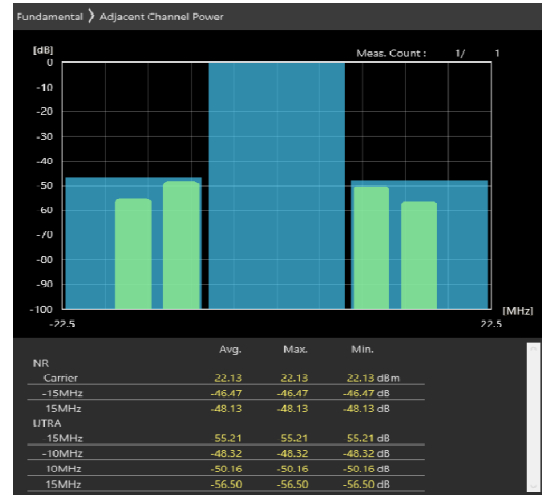 Fundamental 》 Adjacent Channel Power
[dB]
Meas. Count : 1/ 1
0
-10
-20
-30
-40
-50
60
-70
-80
-90
-100
[MHz]
-22.5
22.5
Avg. Max. Min.
NR
Carrier 22.13 22.13 22.13 dBm
-15MHz -46.47 -46.47 -46.47 dB
15MHz -48.13 -48.13 -48.13 dB
UTRA
15MHz 55.21 55.21 55.21 dB
-10MHz -48.32 -48.32 -48.32 dB
10MHz -50.16 -50.16 -50.16 dB
15MHz -56.50 -56.50 -56.50 dB